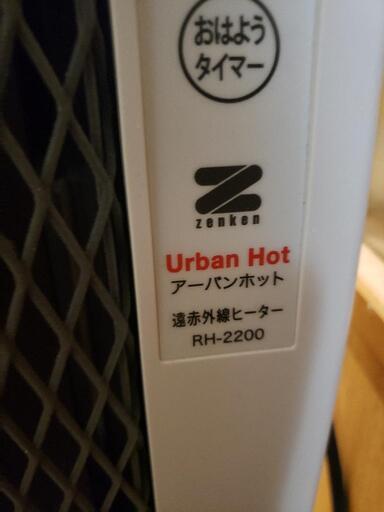 おはよう
タイマー
zenken
Urban Hot
アーバンホット
遠赤外線ヒーター
RH-2200